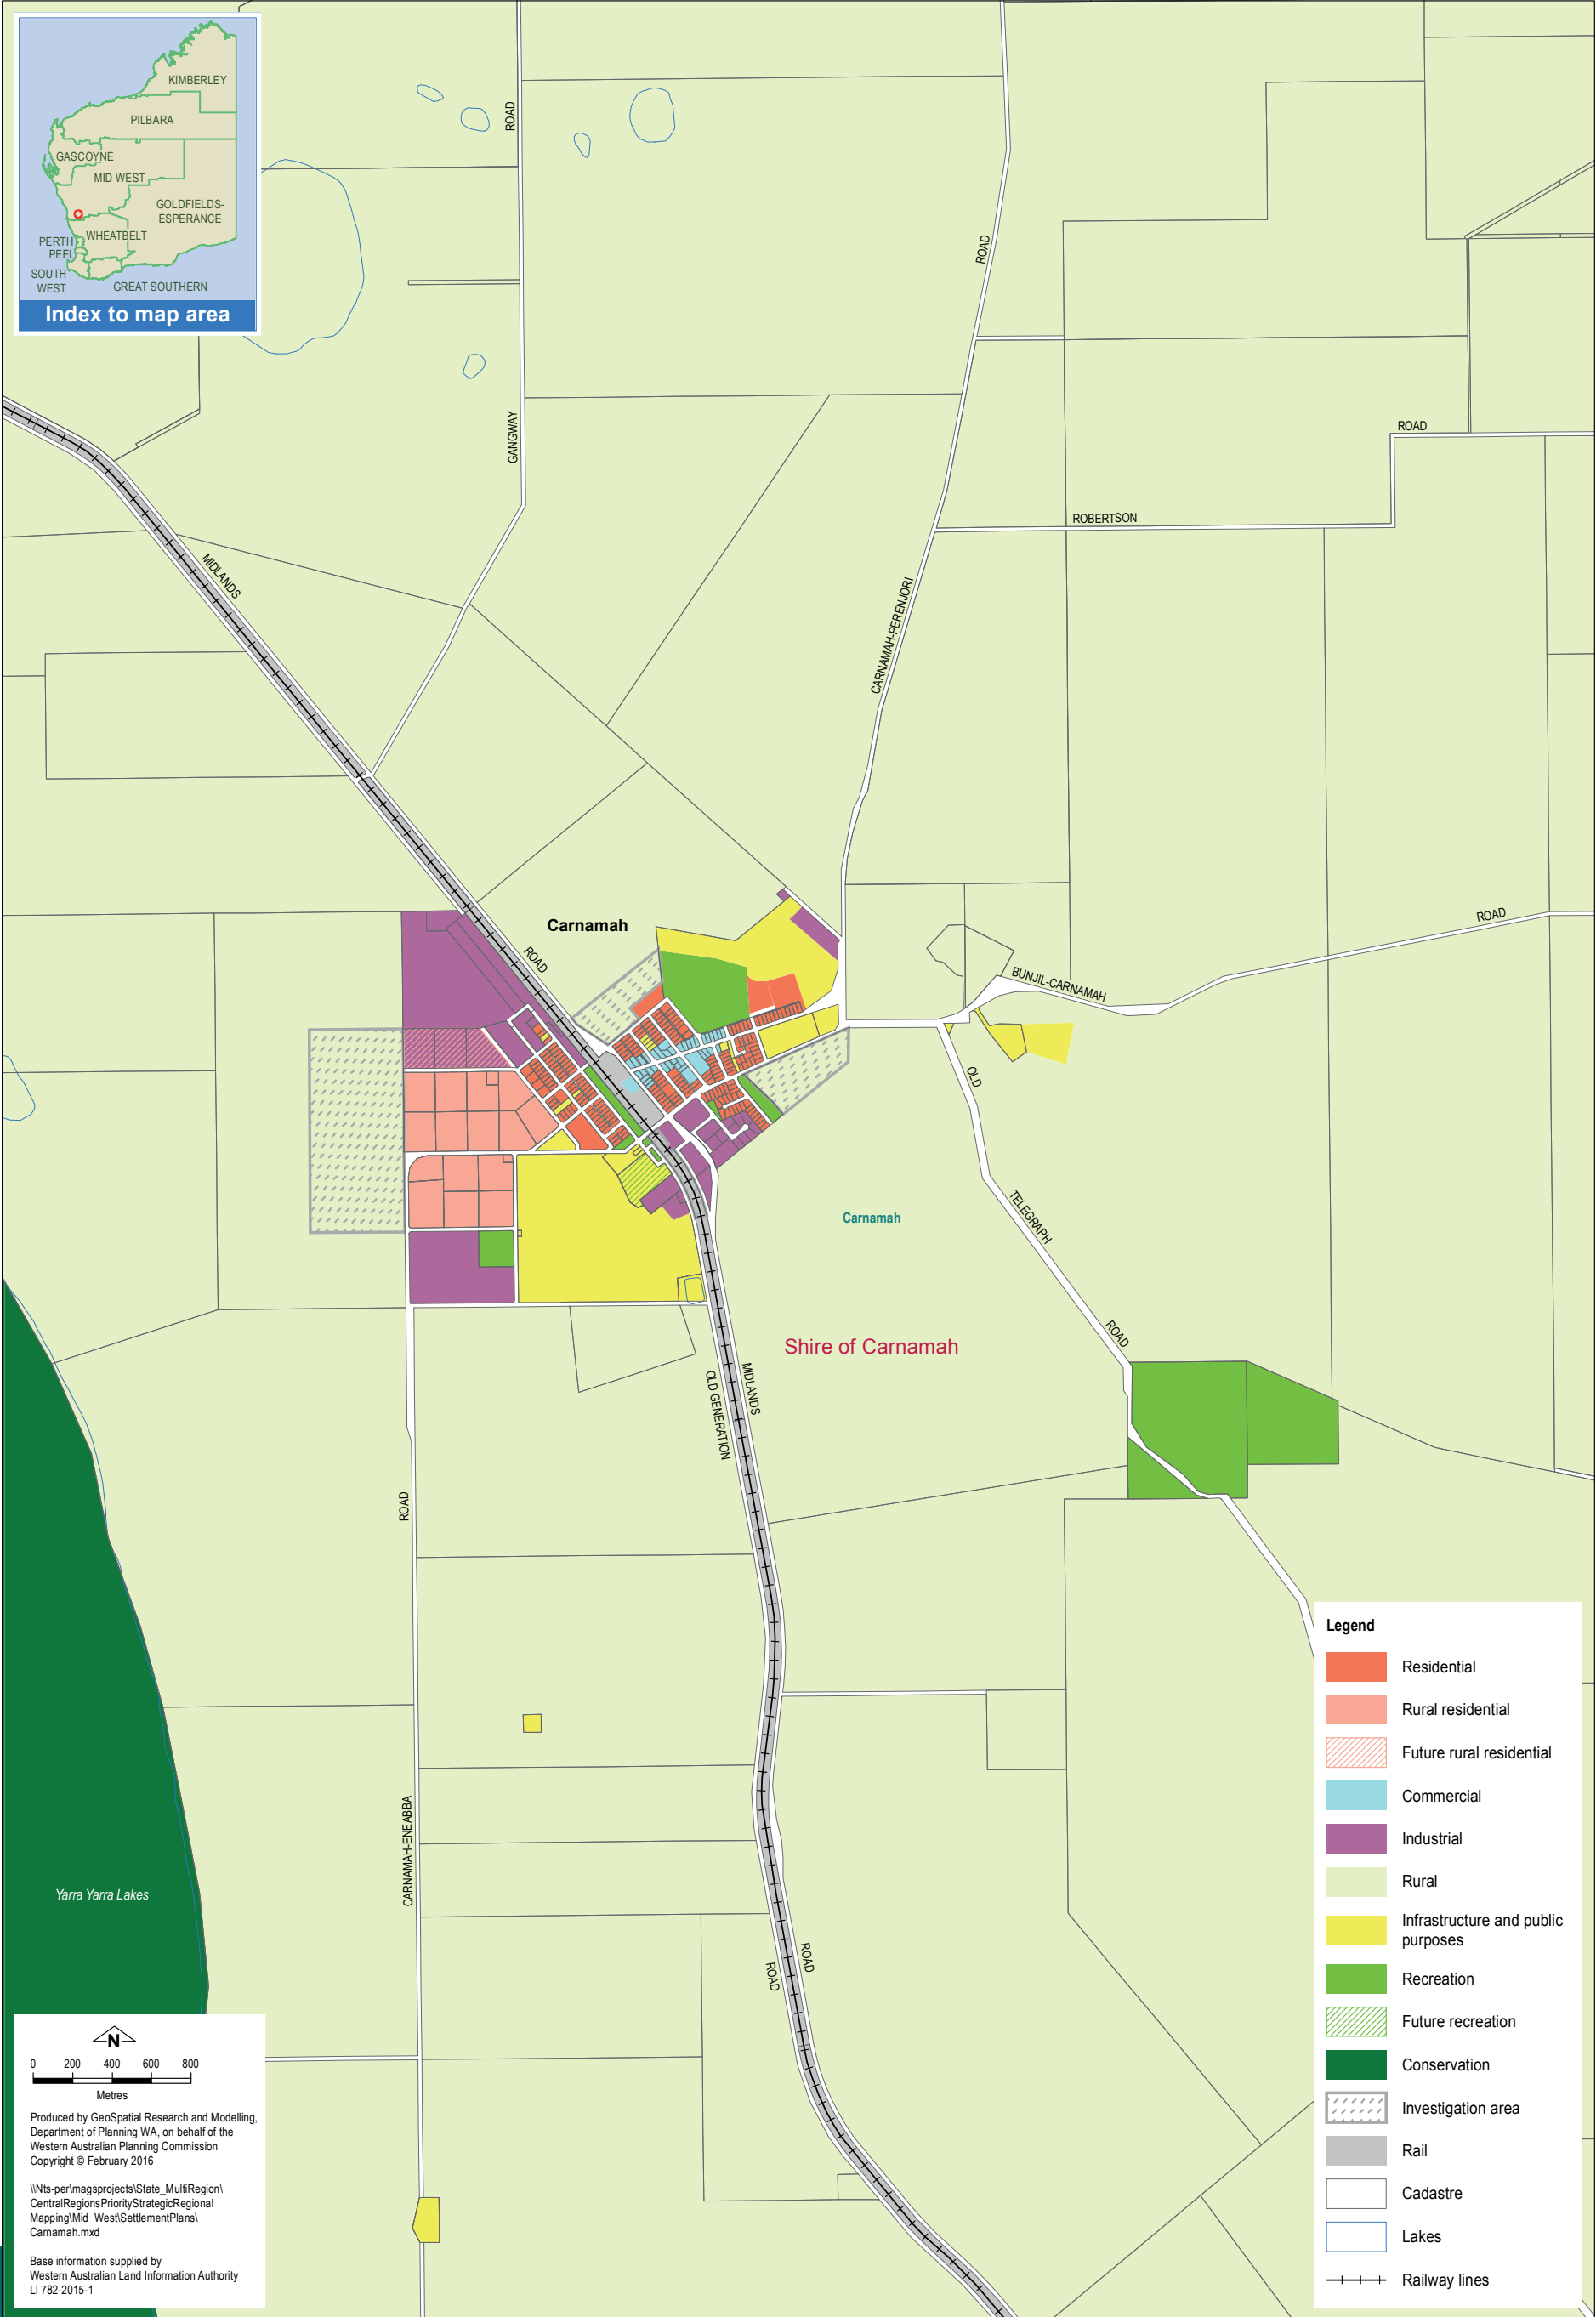 KIMBERLEY
PILBARA
GASCOYNE
MID WEST
GOLDFIELDS-
ESPERANCE
WHEATBELT
PERTH
PEEL
SOUTH
WEST
GREAT SOUTHERN
Index to map area
ROAD
GANGWAY
ROAD
CARNAMAH-PERENJORI
ROAD
ROBERTSON
MIDLANDS
ROAD
Carnamah
ROAD
BUNJIL-CARNAMAH
OLD
TELEGRAPH
ROAD
Carnamah
Shire of Carnamah
MIDLANDS
OLD GENERATION
ROAD
CARNAMAH-ENEABBA
ROAD
ROAD
Yarra Yarra Lakes
N
0 200 400 600 800
Metres
Produced by GeoSpatial Research and Modelling,
Department of Planning WA, on behalf of the
Western Australian Planning Commission
Copyright © February 2016
\\Nts-per\magsprojects\State_MultiRegion\
CentralRegionsPriorityStrategicRegional
Mapping\Mid_West\SettlementPlans\
Carnamah.mxd
Base information supplied by
Western Australian Land Information Authority
LI 782-2015-1
Legend
Residential
Rural residential
Future rural residential
Commercial
Industrial
Rural
Infrastructure and public
purposes
Recreation
Future recreation
Conservation
Investigation area
Rail
Cadastre
Lakes
Railway lines